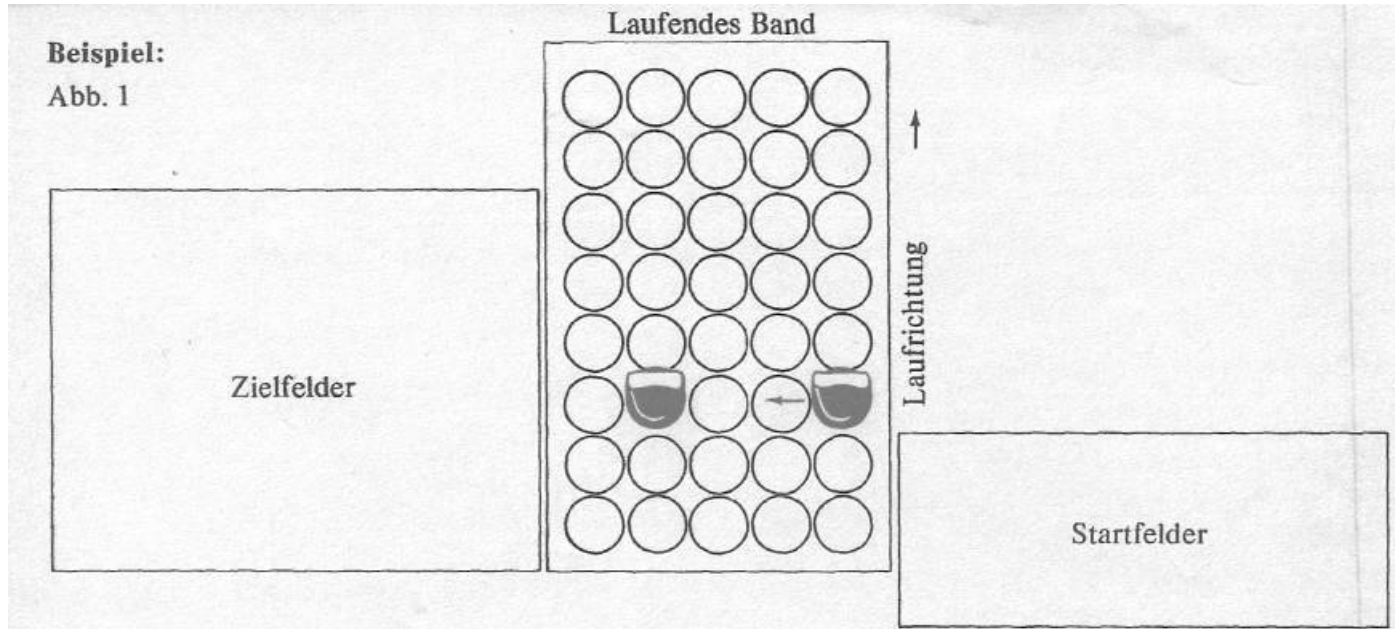 Laufendes Band
Beispiel:
Abb. 1
Laufrichtung
Zielfelder
Startfelder